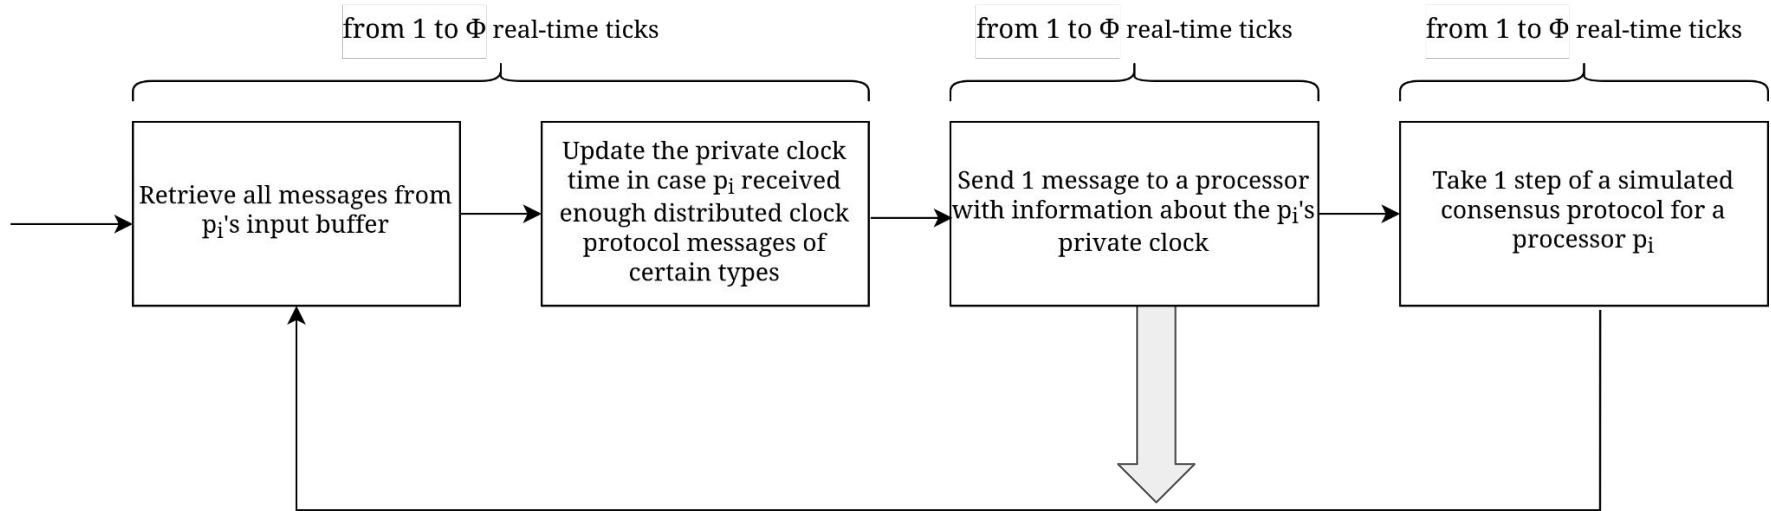 from 1 to Φ real-time ticks
from 1 to Φ real-time ticks
from 1 to Φ real-time ticks
Retrieve all messages from
pi's input buffer
Update the private clock
time in case pi received
enough distributed clock
protocol messages of
certain types
Send 1 message to a processor
with information about the pi's
private clock
Take 1 step of a simulated
consensus protocol for a
processor pi